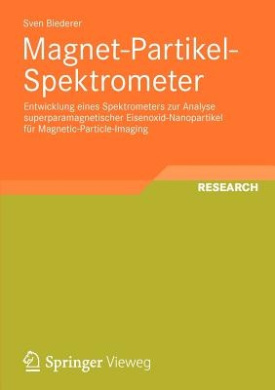 Sven Biederer
Magnet-Partikel-
Spektrometer
Entwicklung eines Spektrometers zur Analyse
superparamagnetischer Eisenoxid-Nanopartikel
für Magnetic-Particle-Imaging
RESEARCH
Springer Vieweg